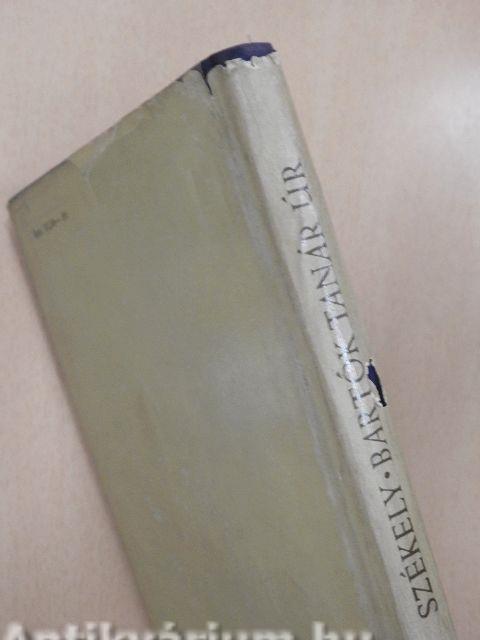 SZÉKELY • BARTÓK TANÁR ÚR
Antikvárium.hu